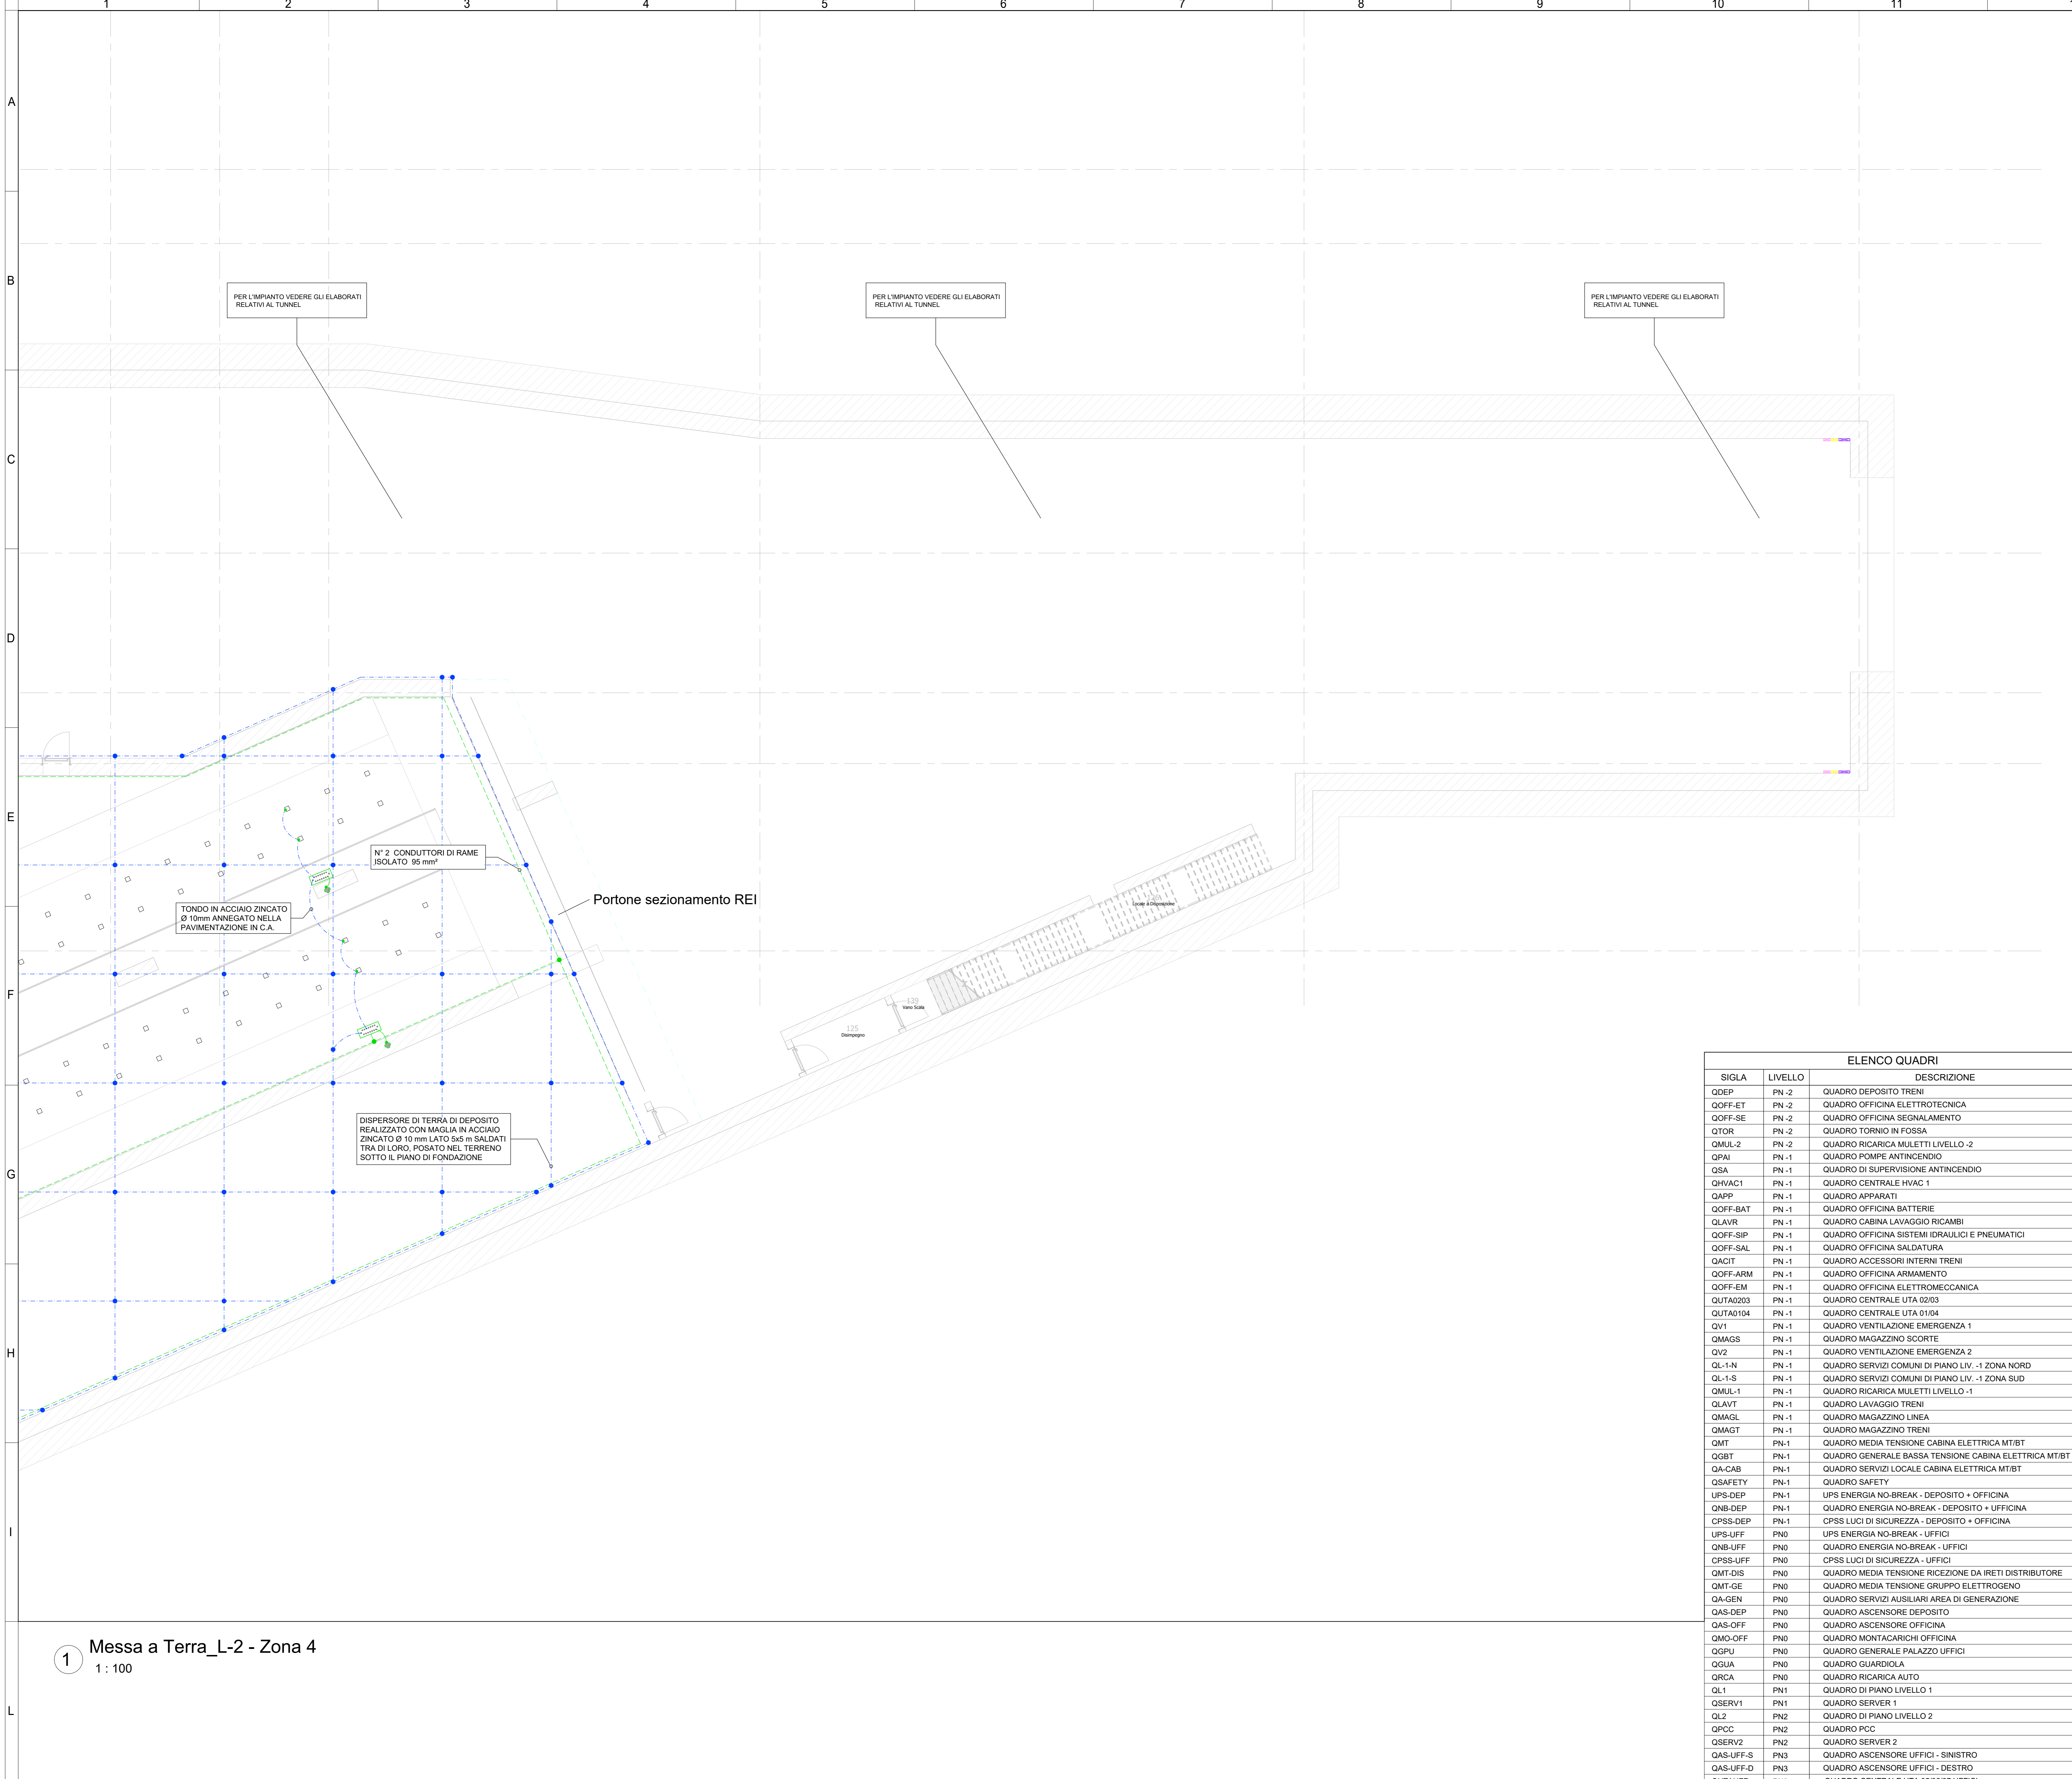 1 2 3 4 5 6 7 8 9 10 11
A
B
PER L'IMPIANTO VEDERE GLI ELABORATI
RELATIVI AL TUNNEL
PER L'IMPIANTO VEDERE GLI ELABORATI
RELATIVI AL TUNNEL
PER L'IMPIANTO VEDERE GLI ELABORATI
RELATIVI AL TUNNEL
C
D
E
N° 2 CONDUTTORI DI RAME
ISOLATO 95 mm²
Portone sezionamento REI
TONDO IN ACCIAIO ZINCATO
Ø 10mm ANNEGATO NELLA
PAVIMENTAZIONE IN C.A.
Locale a Disposizione
F
139
Vano Scala
125
Disimpegno
DISPERSORE DI TERRA DI DEPOSITO
REALIZZATO CON MAGLIA IN ACCIAIO
ZINCATO Ø 10 mm LATO 5x5 m SALDATI
TRA DI LORO, POSATO NEL TERRENO
SOTTO IL PIANO DI FONDAZIONE
G
H
I
L
ELENCO QUADRI
SIGLA LIVELLO DESCRIZIONE
QDEP PN -2 QUADRO DEPOSITO TRENI
QOFF-ET PN -2 QUADRO OFFICINA ELETTROTECNICA
QOFF-SE PN -2 QUADRO OFFICINA SEGNALAMENTO
QTOR PN -2 QUADRO TORNIO IN FOSSA
QMUL-2 PN -2 QUADRO RICARICA MULETTI LIVELLO -2
QPAI PN -1 QUADRO POMPE ANTINCENDIO
QSA PN -1 QUADRO DI SUPERVISIONE ANTINCENDIO
QHVAC1 PN -1 QUADRO CENTRALE HVAC 1
QAPP PN -1 QUADRO APPARATI
QOFF-BAT PN -1 QUADRO OFFICINA BATTERIE
QLAVR PN -1 QUADRO CABINA LAVAGGIO RICAMBI
QOFF-SIP PN -1 QUADRO OFFICINA SISTEMI IDRAULICI E PNEUMATICI
QOFF-SAL PN -1 QUADRO OFFICINA SALDATURA
QACIT PN -1 QUADRO ACCESSORI INTERNI TRENI
QOFF-ARM PN -1 QUADRO OFFICINA ARMAMENTO
QOFF-EM PN -1 QUADRO OFFICINA ELETTROMECCANICA
QUTA0203 PN -1 QUADRO CENTRALE UTA 02/03
QUTA0104 PN -1 QUADRO CENTRALE UTA 01/04
QV1 PN -1 QUADRO VENTILAZIONE EMERGENZA 1
QMAGS PN -1 QUADRO MAGAZZINO SCORTE
QV2 PN -1 QUADRO VENTILAZIONE EMERGENZA 2
QL-1-N PN -1 QUADRO SERVIZI COMUNI DI PIANO LIV. -1 ZONA NORD
QL-1-S PN -1 QUADRO SERVIZI COMUNI DI PIANO LIV. -1 ZONA SUD
QMUL-1 PN -1 QUADRO RICARICA MULETTI LIVELLO -1
QLAVT PN -1 QUADRO LAVAGGIO TRENI
QMAGL PN -1 QUADRO MAGAZZINO LINEA
QMAGT PN -1 QUADRO MAGAZZINO TRENI
QMT PN-1 QUADRO MEDIA TENSIONE CABINA ELETTRICA MT/BT
QGBT PN-1 QUADRO GENERALE BASSA TENSIONE CABINA ELETTRICA MT/BT
QA-CAB PN-1 QUADRO SERVIZI LOCALE CABINA ELETTRICA MT/BT
QSAFETY PN-1 QUADRO SAFETY
UPS-DEP PN-1 UPS ENERGIA NO-BREAK - DEPOSITO + OFFICINA
QNB-DEP PN-1 QUADRO ENERGIA NO-BREAK - DEPOSITO + UFFICINA
CPSS-DEP PN-1 CPSS LUCI DI SICUREZZA - DEPOSITO + OFFICINA
UPS-UFF PN0 UPS ENERGIA NO-BREAK - UFFICI
QNB-UFF PN0 QUADRO ENERGIA NO-BREAK - UFFICI
CPSS-UFF PN0 CPSS LUCI DI SICUREZZA - UFFICI
QMT-DIS PN0 QUADRO MEDIA TENSIONE RICEZIONE DA IRETI DISTRIBUTORE
QMT-GE PN0 QUADRO MEDIA TENSIONE GRUPPO ELETTROGENO
QA-GEN PN0 QUADRO SERVIZI AUSILIARI AREA DI GENERAZIONE
QAS-DEP PN0 QUADRO ASCENSORE DEPOSITO
QAS-OFF PN0 QUADRO ASCENSORE OFFICINA
QMO-OFF PN0 QUADRO MONTACARICHI OFFICINA
QGPU PN0 QUADRO GENERALE PALAZZO UFFICI
QGUA PN0 QUADRO GUARDIOLA
QRCA PN0 QUADRO RICARICA AUTO
QL1 PN1 QUADRO DI PIANO LIVELLO 1
QSERV1 PN1 QUADRO SERVER 1
QL2 PN2 QUADRO DI PIANO LIVELLO 2
QPCC PN2 QUADRO PCC
QSERV2 PN2 QUADRO SERVER 2
QAS-UFF-S PN3 QUADRO ASCENSORE UFFICI - SINISTRO
QAS-UFF-D PN3 QUADRO ASCENSORE UFFICI - DESTRO
1 Messa a Terra_L-2 - Zona 4
1 : 100